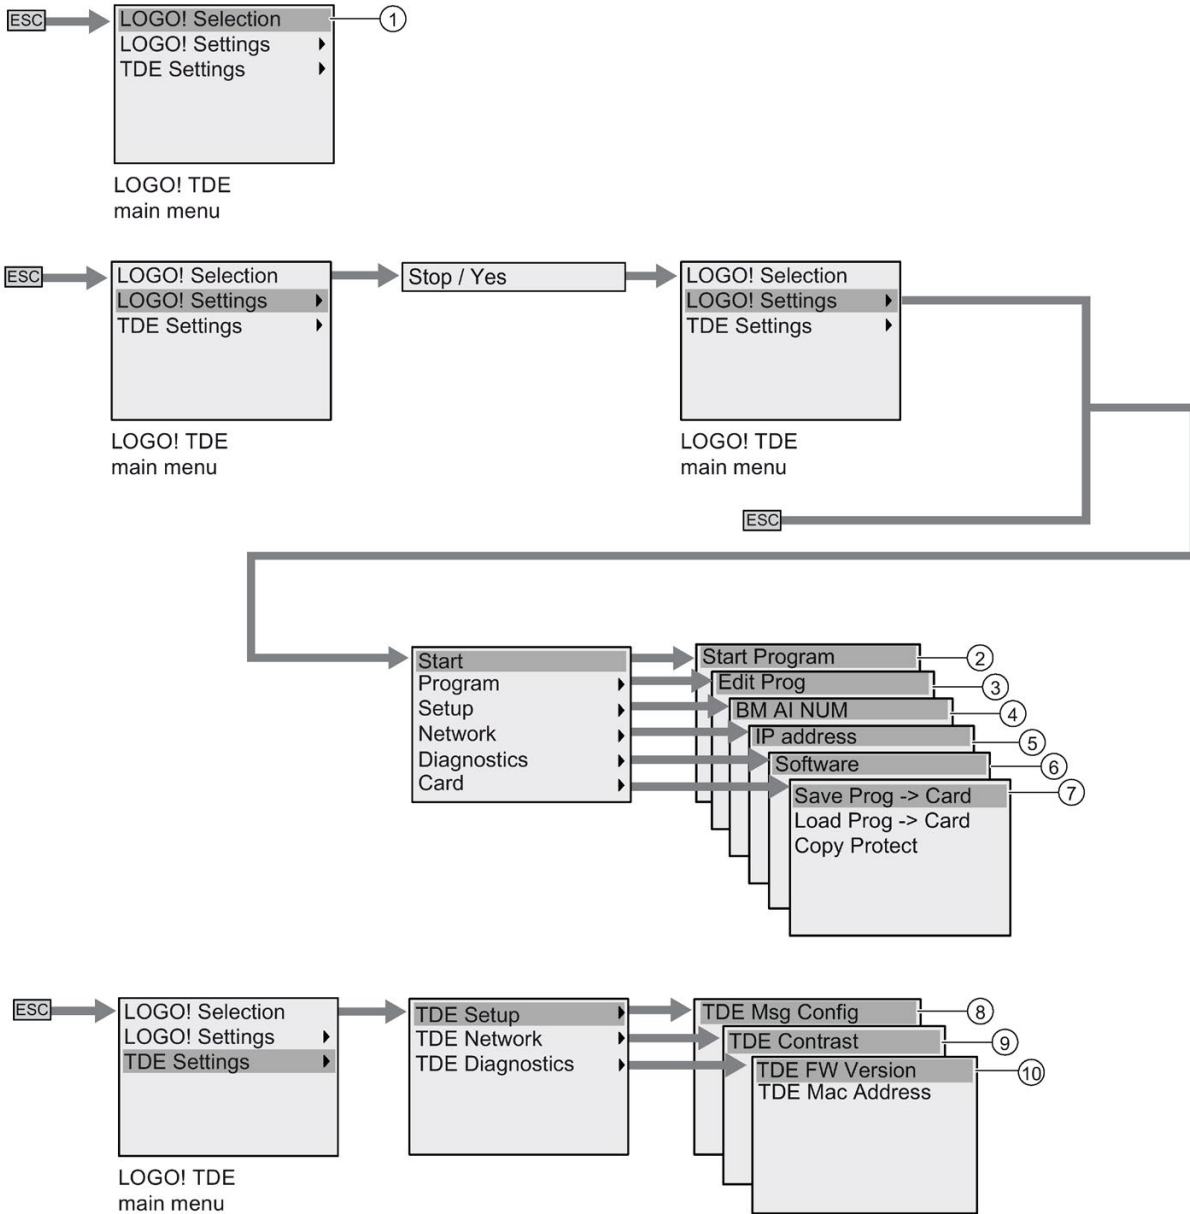 ESC
LOGO! Selection
①
LOGO! Settings
TDE Settings
LOGO! TDE
main menu
ESC
LOGO! Selection
LOGO! Settings
TDE Settings
LOGO! TDE
main menu
Stop / Yes
LOGO! Selection
LOGO! Settings
TDE Settings
LOGO! TDE
main menu
ESC
Start
Program
Setup
Network
Diagnostics
Card
Start Program
②
Edit Prog
③
BM AI NUM
④
IP address
⑤
Software
⑥
Save Prog -> Card
⑦
Load Prog -> Card
Copy Protect
ESC
LOGO! Selection
LOGO! Settings
TDE Settings
LOGO! TDE
main menu
TDE Setup
TDE Network
TDE Diagnostics
TDE Msg Config
⑧
TDE Contrast
⑨
TDE FW Version
⑩
TDE Mac Address